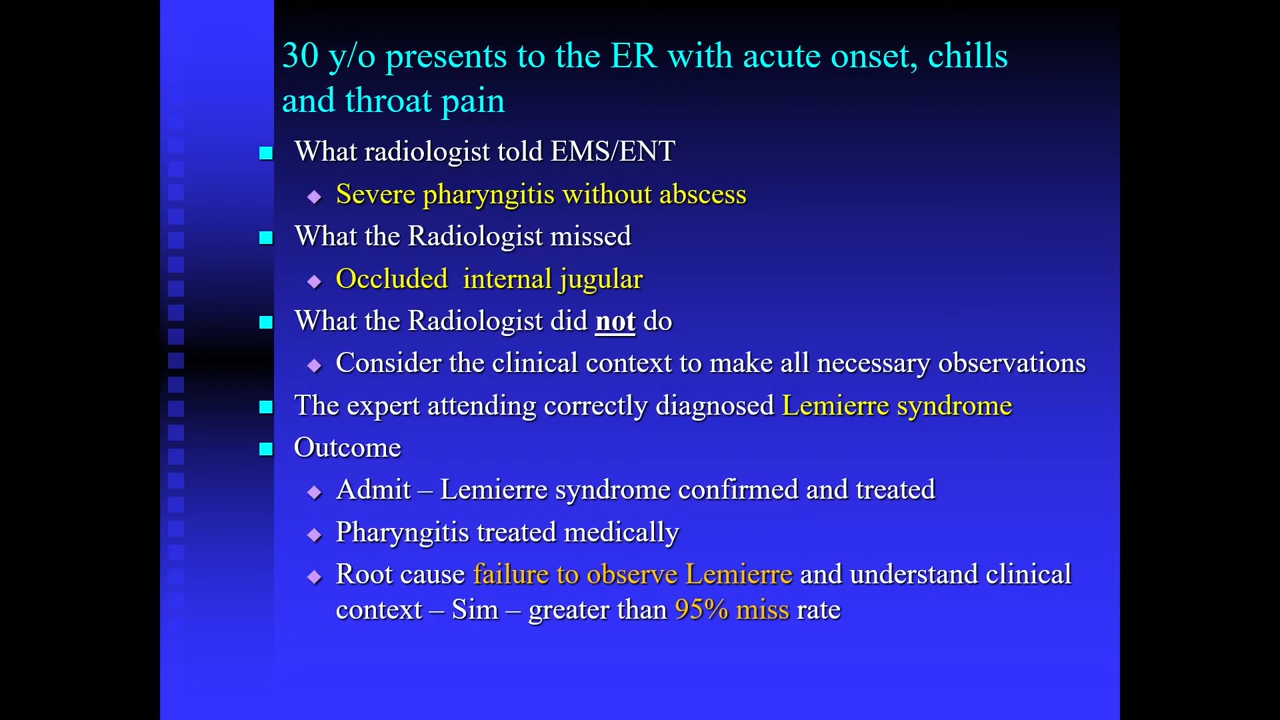 30 y/o presents to the ER with acute onset, chills
and throat pain
What radiologist told EMS/ENT
Severe pharyngitis without abscess
What the Radiologist missed
Occluded  internal jugular
What the Radiologist did not do
Consider the clinical context to make all necessary observations
The expert attending correctly diagnosed Lemierre syndrome
Outcome
Admit – Lemierre syndrome confirmed and treated
Pharyngitis treated medically
Root cause failure to observe Lemierre and understand clinical
context – Sim – greater than 95% miss rate